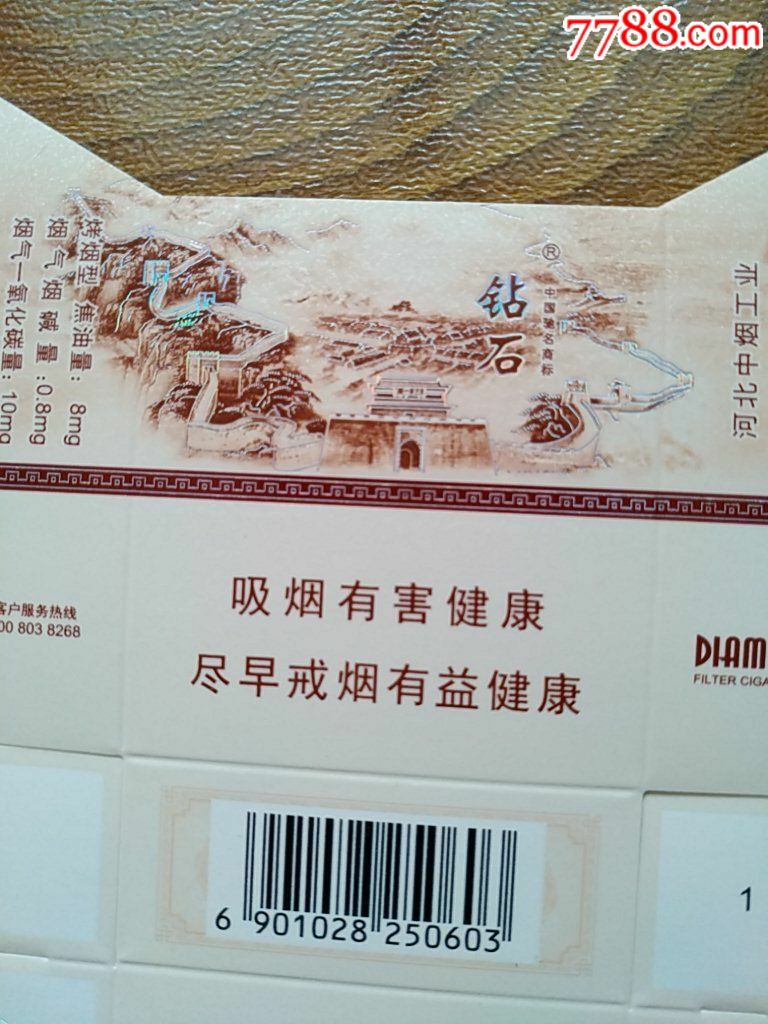 7788.com
烤烟型 焦油量：8mg
烟气烟碱量：0.8mg
烟气一氧化碳量：10mg
®
钻石
中国驰名商标
河北中烟工业
吸烟有害健康
尽早戒烟有益健康
客户服务热线
00 803 8268
DIAM
FILTER CIGA
6 901028 250603
1